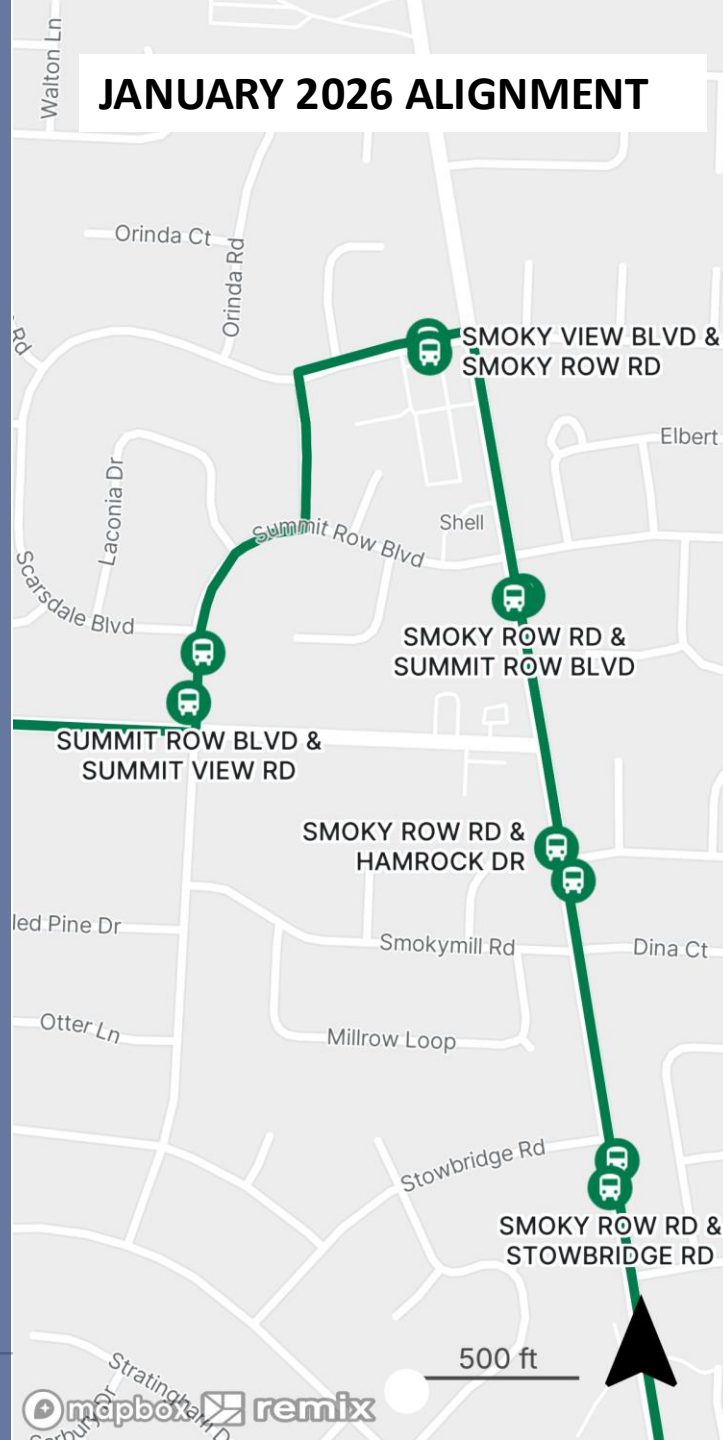 Walton Ln
JANUARY 2026 ALIGNMENT
Orinda Ct
Orinda Rd
Rd
SMOKY VIEW BLVD &
SMOKY ROW RD
Elbert
Laconia Dr
Shell
Summit Row Blvd
Scarsdale Blvd
SMOKY ROW RD &
SUMMIT ROW BLVD
SUMMIT ROW BLVD &
SUMMIT VIEW RD
SMOKY ROW RD &
HAMROCK DR
led Pine Dr
Smokymill Rd
Dina Ct
Otter Ln
Millrow Loop
Stowbridge Rd
SMOKY ROW RD &
STOWBRIDGE RD
500 ft
Stratingham D
mapbox remix